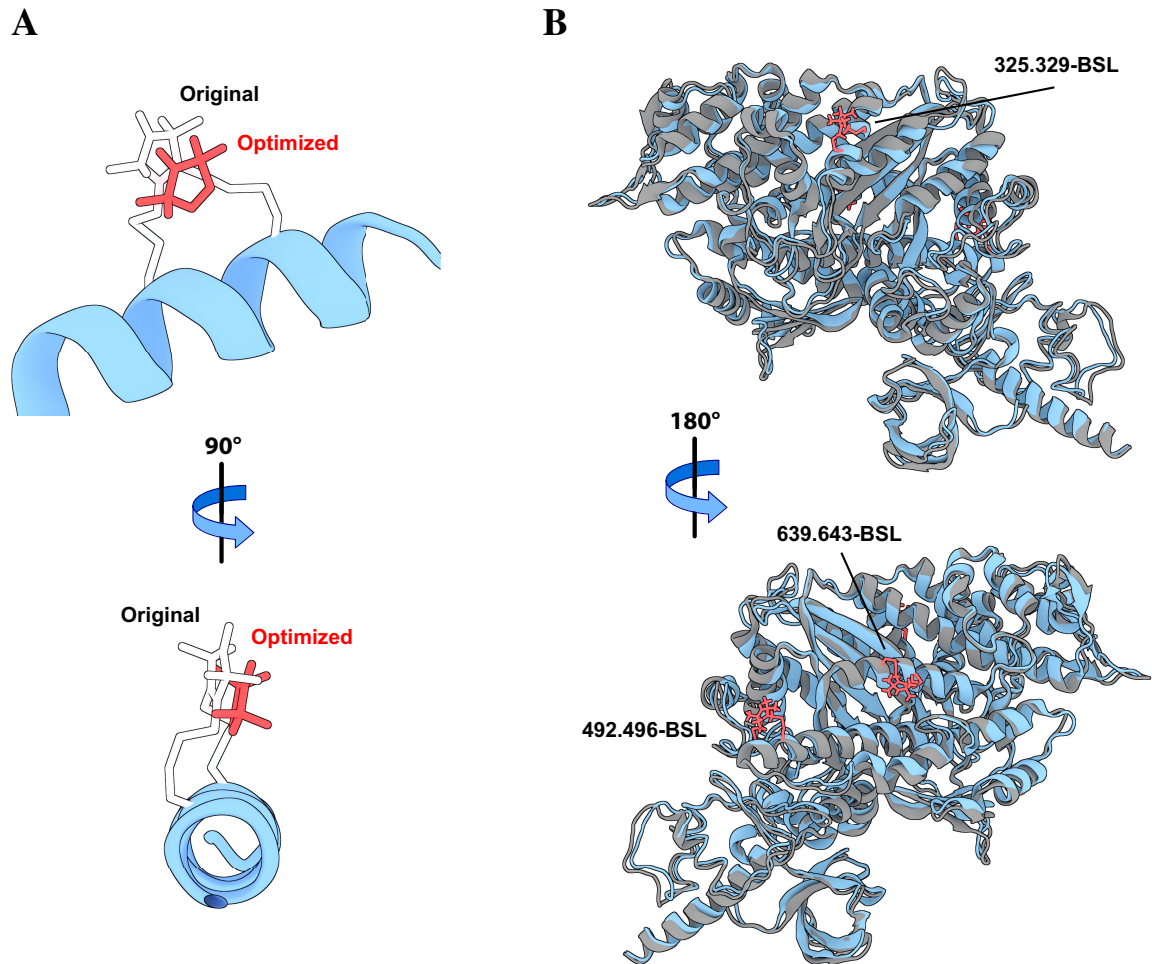 A
B
Original
Optimized
325.329-BSL
90°
180°
639.643-BSL
Original
Optimized
492.496-BSL